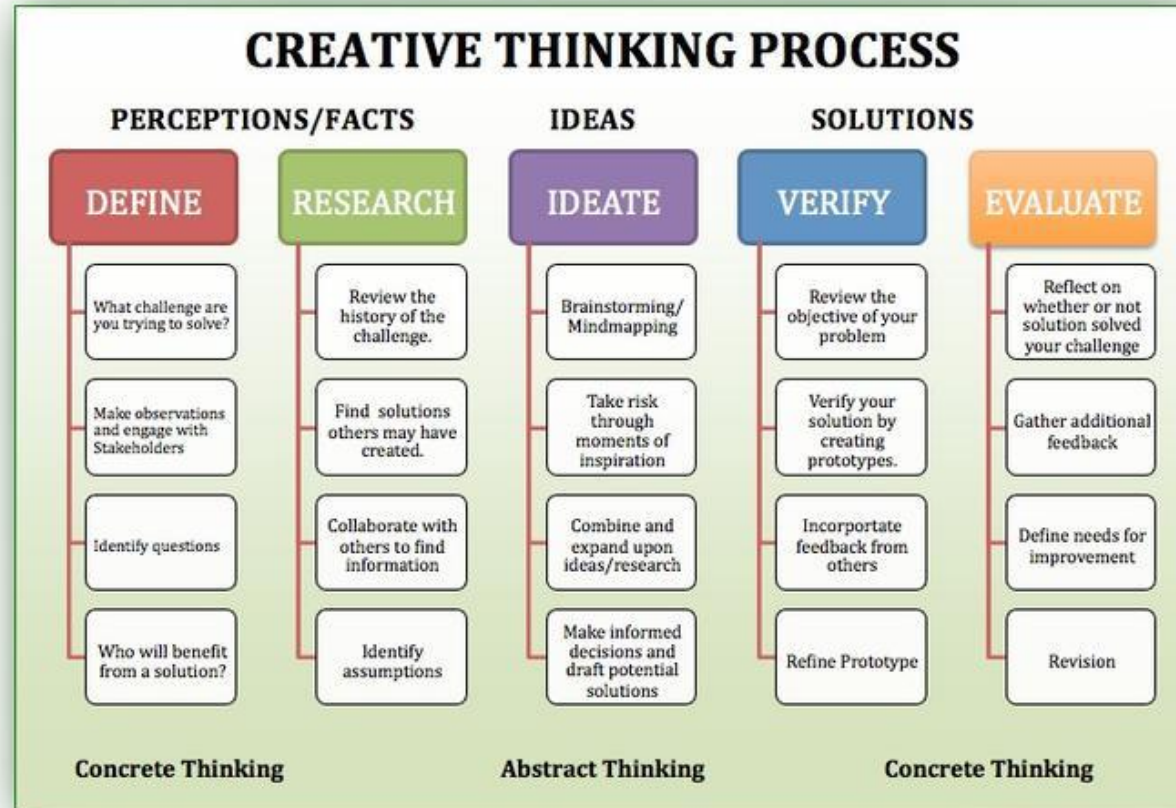 CREATIVE THINKING PROCESS
PERCEPTIONS/FACTS
IDEAS
SOLUTIONS
DEFINE
What challenge are
you trying to solve?
Make observations
and engage with
Stakeholders
Identify questions
Who will benefit
from a solution?
RESEARCH
Review the
history of the
challenge.
Find solutions
others may have
created.
Collaborate with
others to find
information
Identify
assumptions
IDEATE
Brainstorming/
Mindmapping
Take risk
through
moments of
inspiration
Combine and
expand upon
ideas/research
Make informed
decisions and
draft potential
solutions
VERIFY
Review the
objective of your
problem
Verify your
solution by
creating
prototypes.
Incorportate
feedback from
others
Refine Prototype
EVALUATE
Reflect on
whether or not
solution solved
your challenge
Gather additional
feedback
Define needs for
improvement
Revision
Concrete Thinking
Abstract Thinking
Concrete Thinking